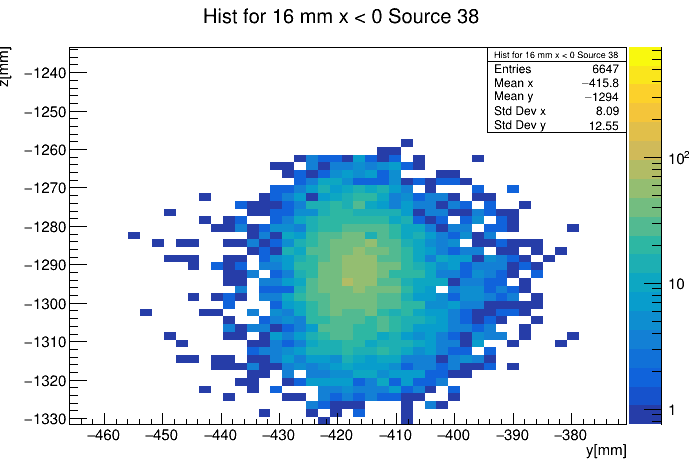 Hist for 16 mm x < 0 Source 38
z[mm]
Hist for 16 mm x < 0 Source 38
Entries 6647
Mean x −415.8
Mean y −1294
Std Dev x 8.09
Std Dev y 12.55
−1240
−1250
−1260
−1270
−1280
−1290
−1300
−1310
−1320
−1330
−460
−450
−440
−430
−420
−410
−400
−390
−380
y[mm]
10²
10
1